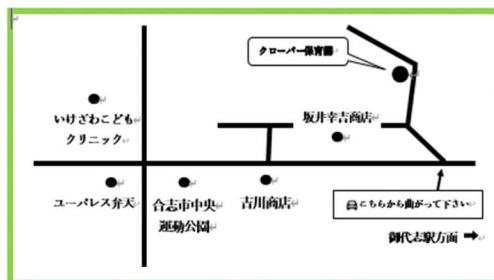 クローバー保育園
いけざわこども
クリニック
坂井幸吉商店
ユーパレス弁天
合志市中央
運動公園
吉川商店
こちらから曲がって下さい
御代志駅方面